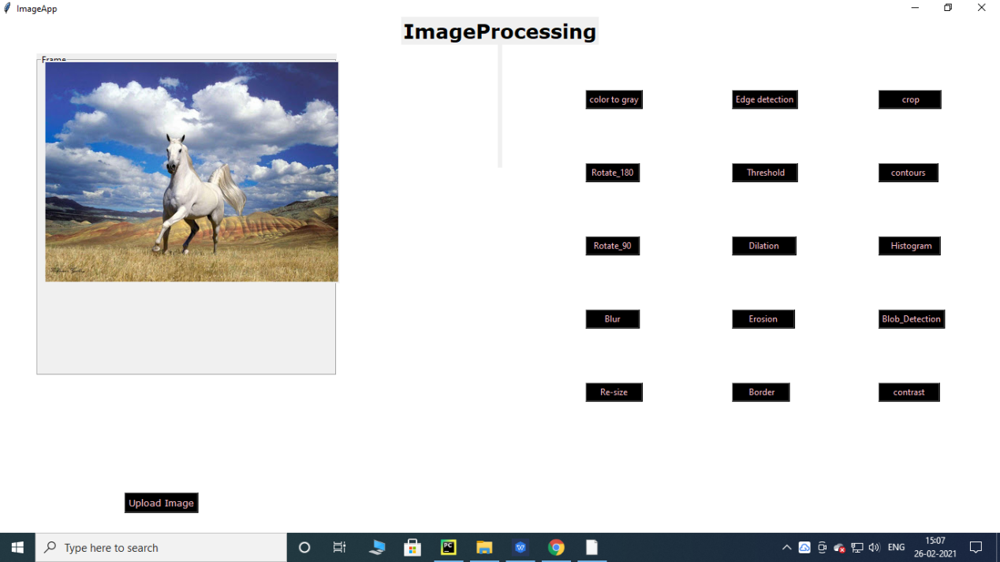 ImageApp
ImageProcessing
Frame
color to gray
Edge detection
crop
Rotate_180
Threshold
contours
Rotate_90
Dilation
Histogram
Blur
Erosion
Blob_Detection
Re-size
Border
contrast
Upload Image
Type here to search
PC
W
ENG
15:07
26-02-2021